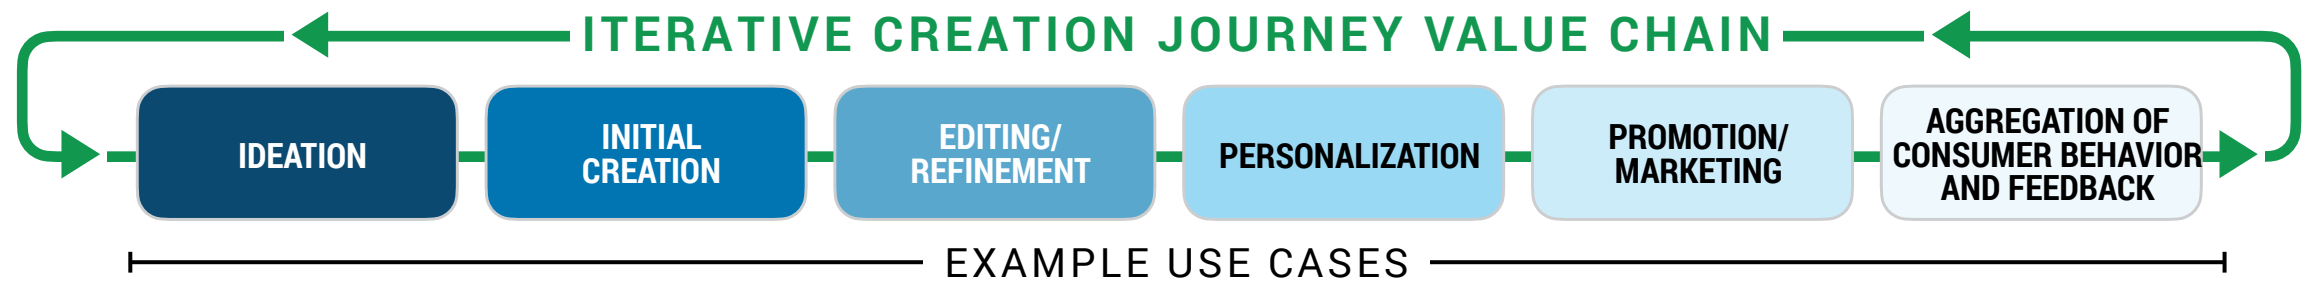 ITERATIVE CREATION JOURNEY VALUE CHAIN
IDEATION
INITIAL
CREATION
EDITING/
REFINEMENT
PERSONALIZATION
PROMOTION/
MARKETING
AGGREGATION OF
CONSUMER BEHAVIOR
AND FEEDBACK
EXAMPLE USE CASES